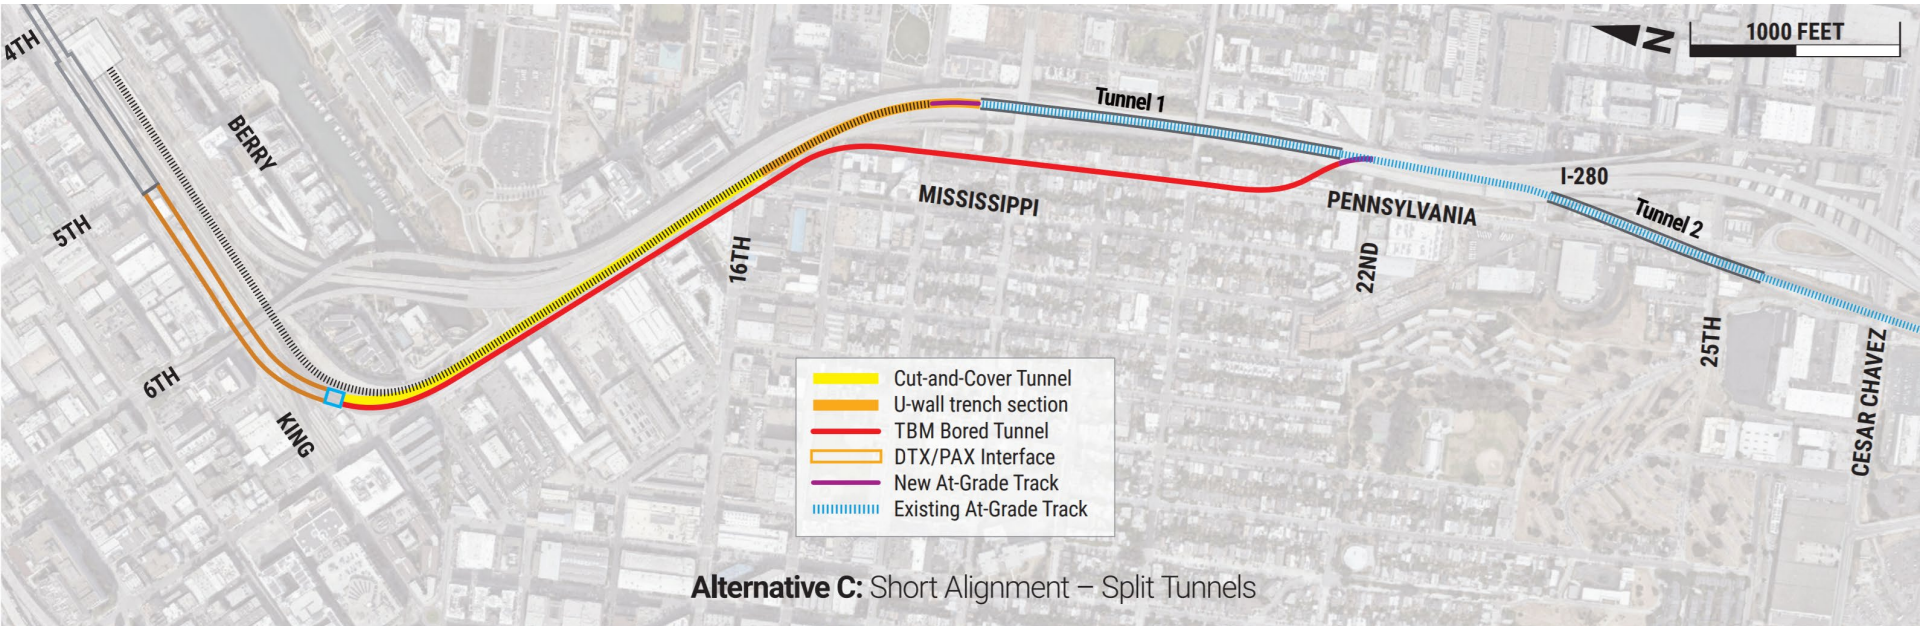 4TH
N
1000 FEET
BERRY
Tunnel 1
5TH
MISSISSIPPI
PENNSYLVANIA
I-280
Tunnel 2
16TH
22ND
6TH
KING
25TH
CESAR CHAVEZ
Cut-and-Cover Tunnel
U-wall trench section
TBM Bored Tunnel
DTX/PAX Interface
New At-Grade Track
Existing At-Grade Track
Alternative C: Short Alignment – Split Tunnels